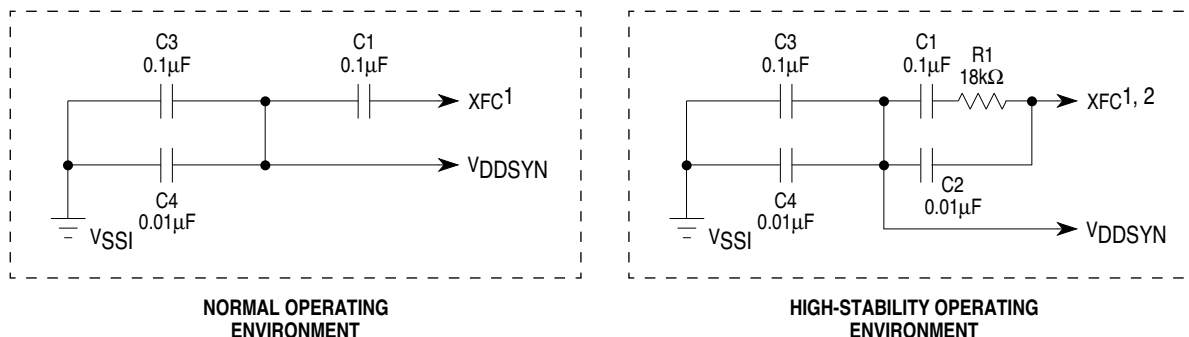 C3
0.1µF
C1
0.1µF
XFC1
VDDSYN
C4
0.01µF
VSSI
NORMAL OPERATING
ENVIRONMENT
C3
0.1µF
C1
0.1µF
R1
18kΩ
XFC1, 2
C4
0.01µF
C2
0.01µF
VSSI
VDDSYN
HIGH-STABILITY OPERATING
ENVIRONMENT